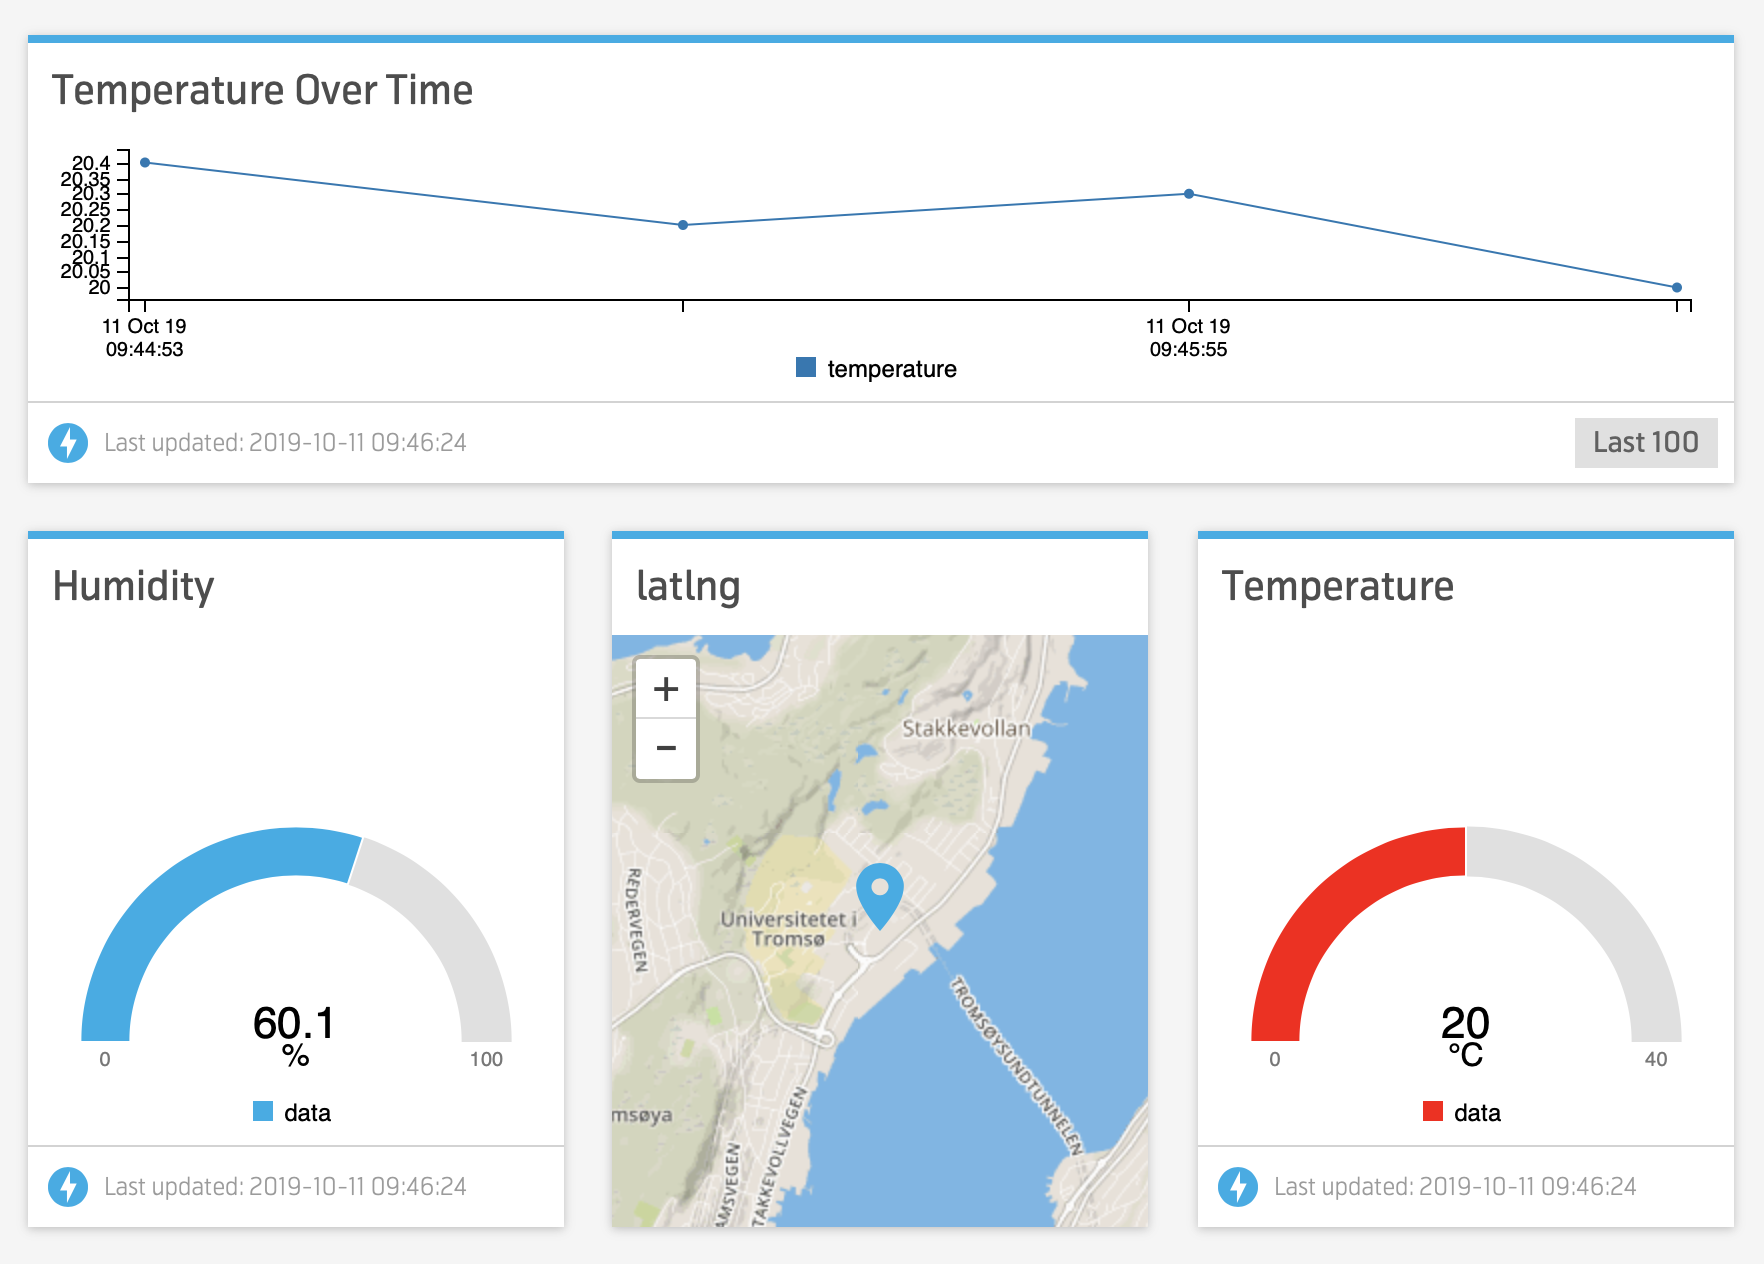 Temperature Over Time
20.4
20.35
20.3
20.25
20.2
20.15
20.1
20.05
20
11 Oct 19
09:44:53
11 Oct 19
09:45:55
temperature
Last updated: 2019-10-11 09:46:24
Last 100
Humidity
60.1
%
0
100
data
Last updated: 2019-10-11 09:46:24
latlng
+
−
Stakkevollan
REDERVEGEN
Universitetet i
Tromsø
TROMSØYSUNDTUNNELEN
msøya
AMSVEGEN
TAKKEVOLLVEGEN
Temperature
20
°C
0
40
data
Last updated: 2019-10-11 09:46:24